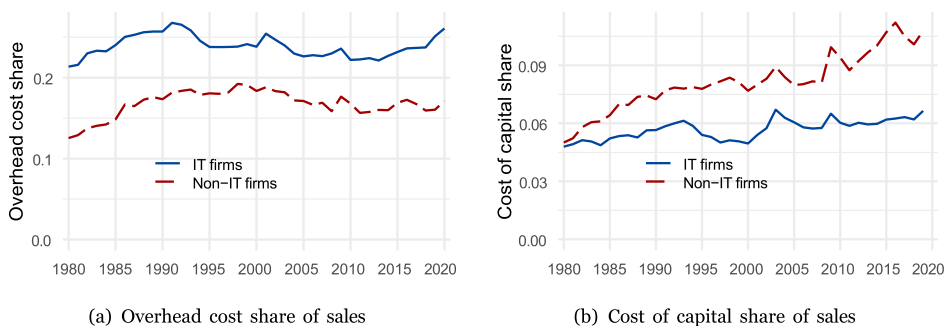 Overhead cost share
0.2
0.1
0.0
IT firms
Non−IT firms
1980 1985 1990 1995 2000 2005 2010 2015 2020
(a) Overhead cost share of sales
Cost of capital share
0.09
0.06
0.03
0.00
IT firms
Non−IT firms
1980 1985 1990 1995 2000 2005 2010 2015 2020
(b) Cost of capital share of sales